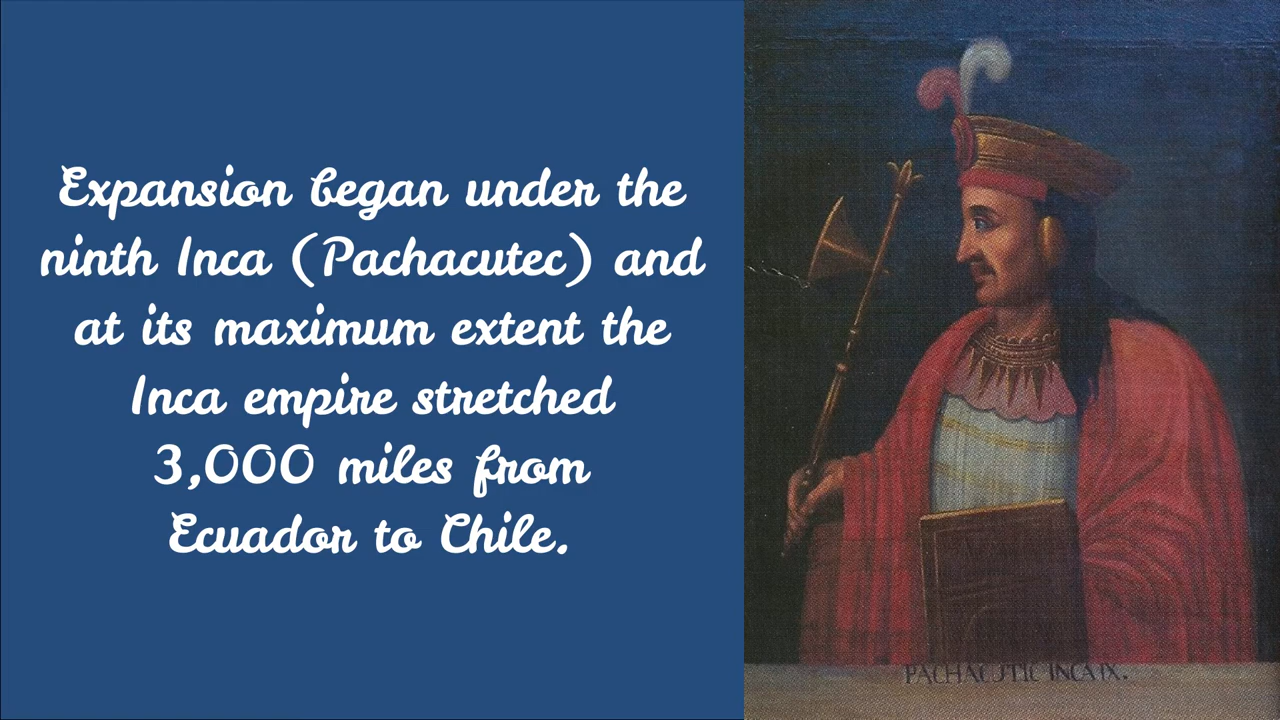 Expansion began under the
ninth Inca (Pachacutec) and
at its maximum extent the
Inca empire stretched
3,000 miles from
Ecuador to Chile.
PACHACJTIC INCA IX.